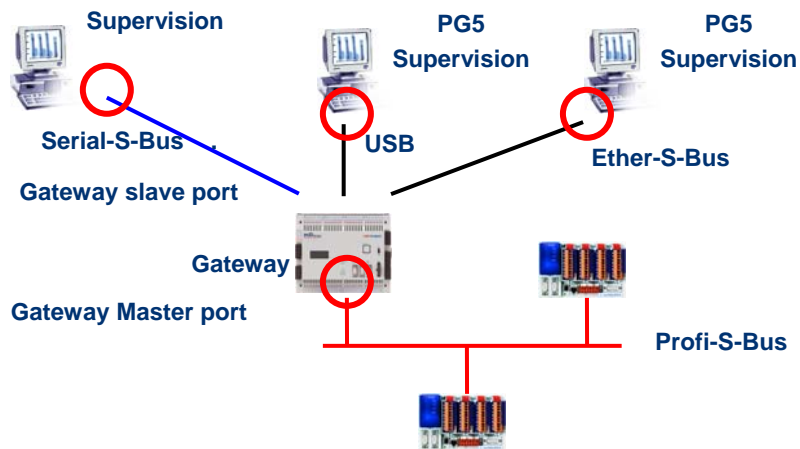 Supervision
PG5
Supervision
PG5
Supervision
Serial-S-Bus .
USB
Ether-S-Bus
Gateway slave port
Gateway
Gateway Master port
Profi-S-Bus